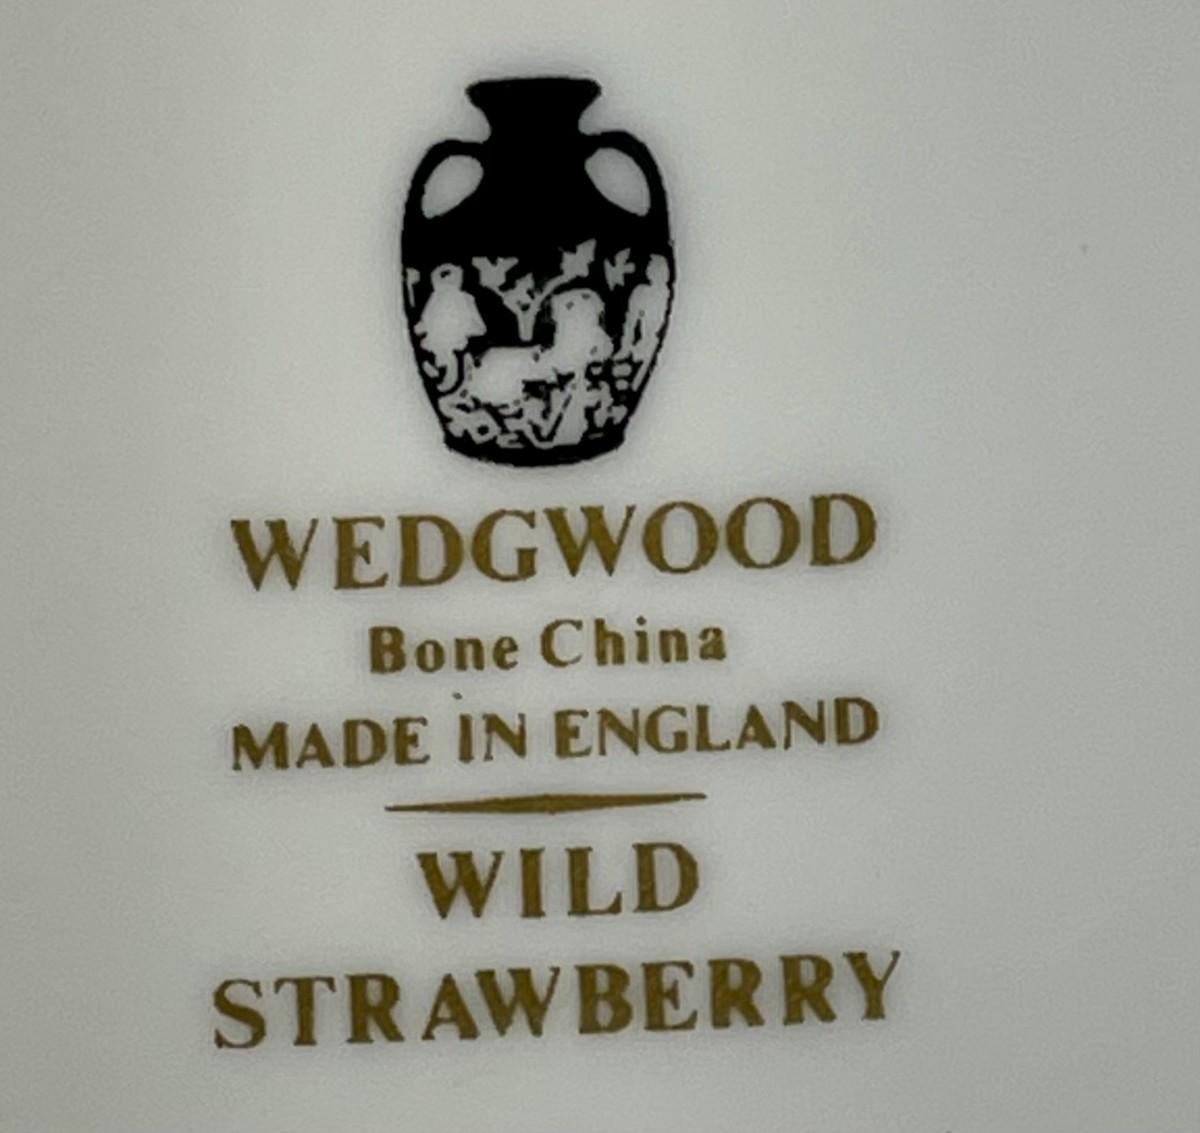 WEDGWOOD
Bone China
MADE IN ENGLAND
WILD
STRAWBERRY